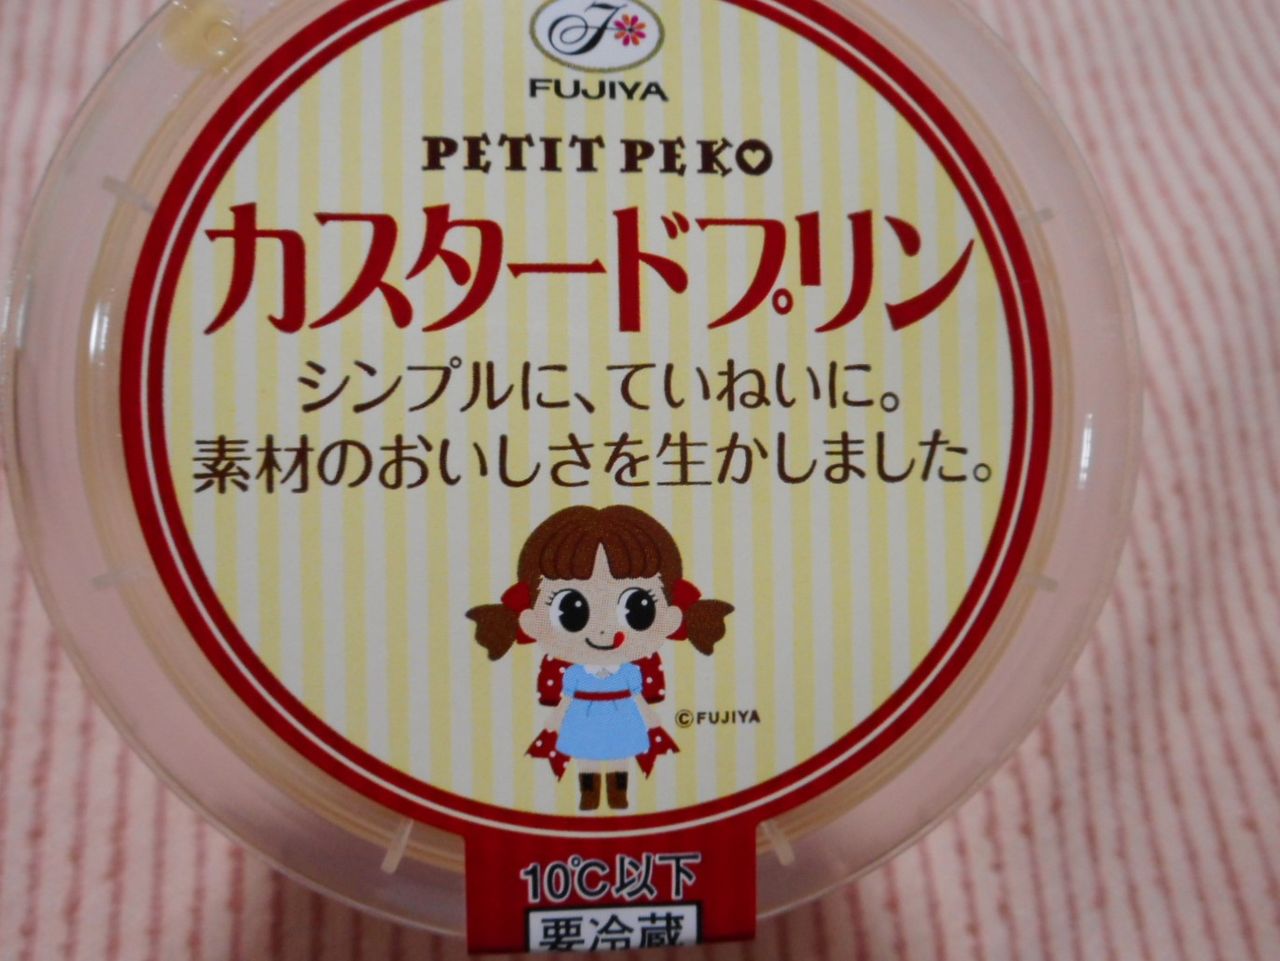 F
FUJIYA
PETIT PEKO
カスタードプリン
シンプルに、ていねいに。
素材のおいしさを生かしました。
©FUJIYA
10℃以下
要冷蔵